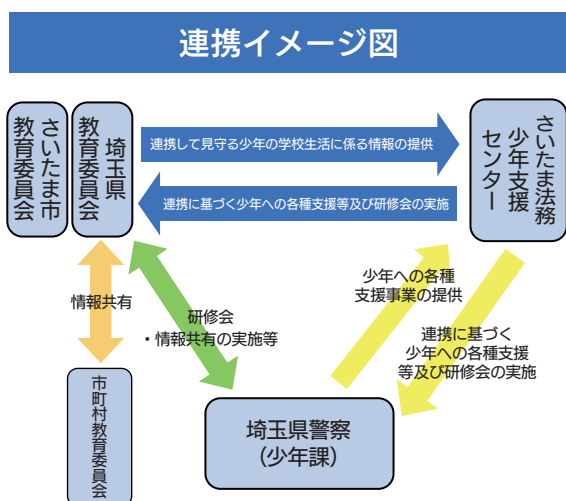 連携イメージ図
さいたま市
教育委員会
埼玉県
教育委員会
連携して見守る少年の学校生活に係る情報の提供
連携に基づく少年への各種支援等及び研修会の実施
さいたま法務
少年支援
センター
情報共有
研修会
・情報共有の実施等
少年への各種
支援事業の提供
連携に基づく
少年への各種支援
等及び研修会の実施
市町村教育委員会
埼玉県警察
(少年課)